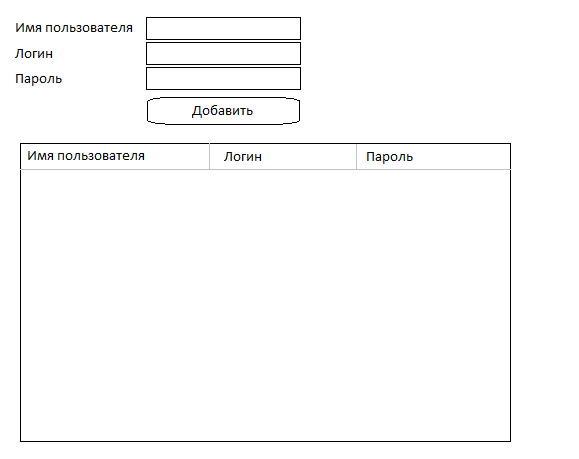 Имя пользователя
Логин
Пароль
Добавить
Имя пользователя Логин Пароль